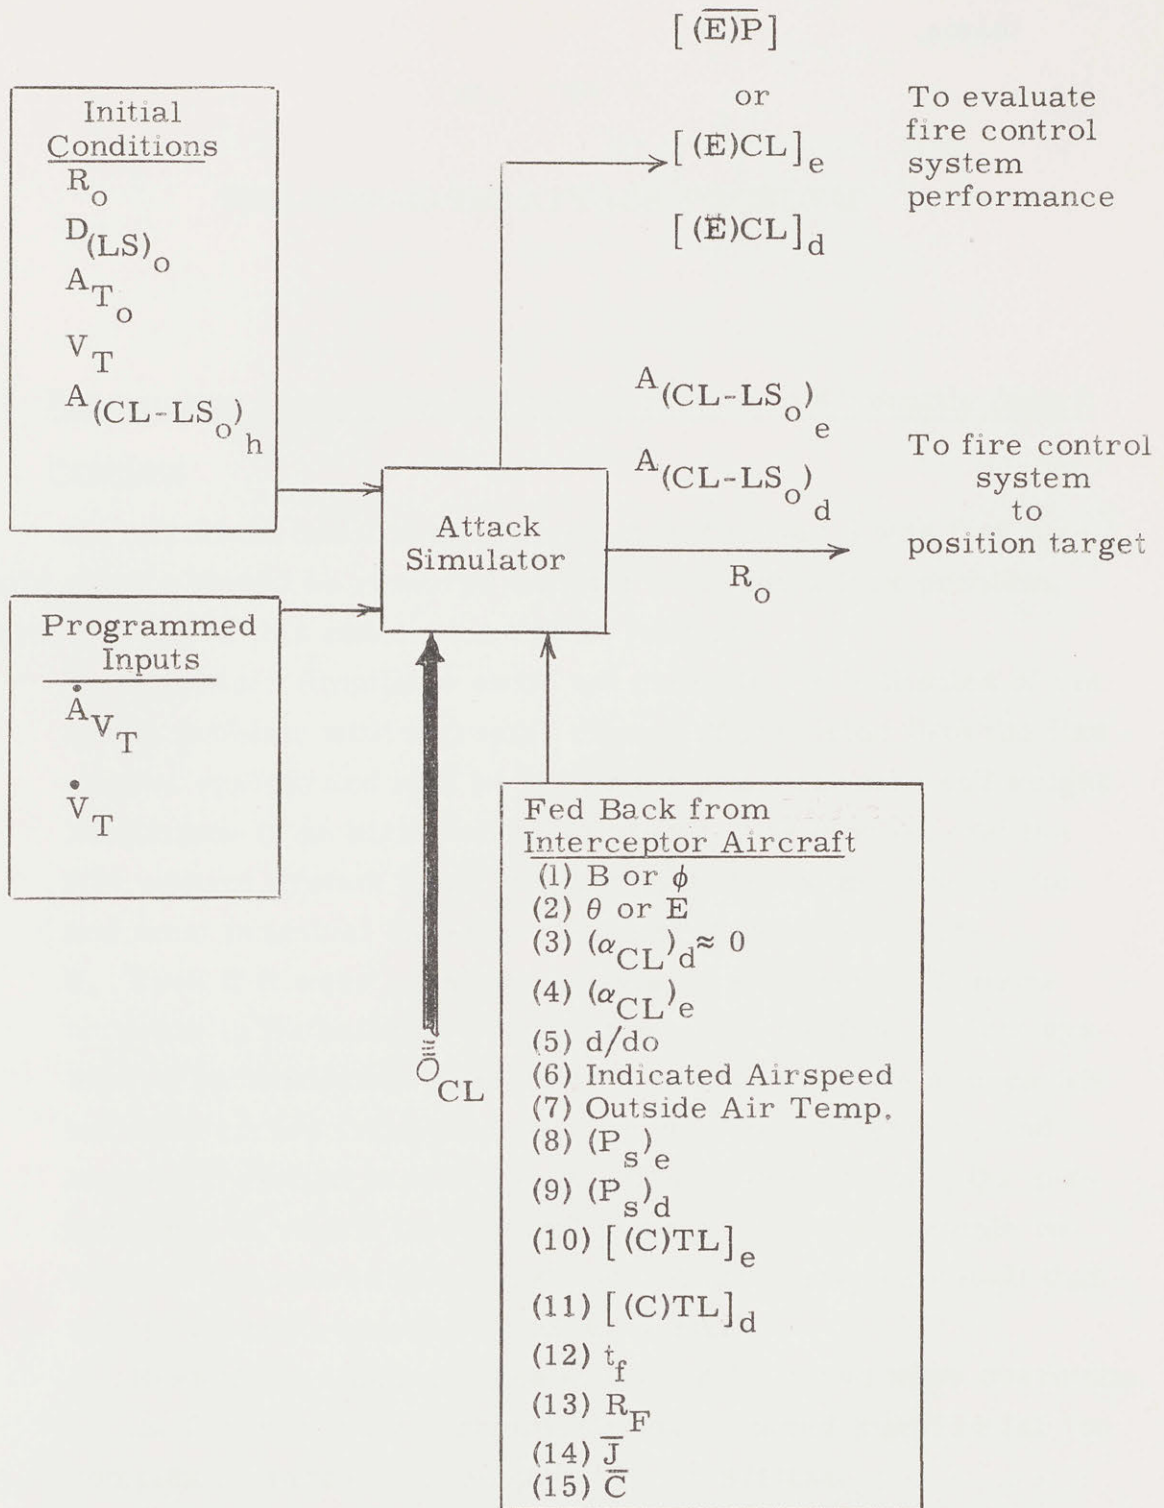 [(E)P]
or
[(E)CL]e
[(E)CL]d
To evaluate
fire control
system
performance
Initial
Conditions
Ro
D(LS)o
ATo
VT
A(CL-LSo)h
A(CL-LSo)e
A(CL-LSo)d
Ro
To fire control
system
to
position target
Attack
Simulator
Programmed
Inputs
ȦVT
V̇T
ŌCL
Fed Back from
Interceptor Aircraft
(1) B or ϕ
(2) θ or E
(3) (αCL)d ≈ 0
(4) (αCL)e
(5) d/do
(6) Indicated Airspeed
(7) Outside Air Temp.
(8) (Ps)e
(9) (Ps)d
(10) [(C)TL]e
(11) [(C)TL]d
(12) tf
(13) RF
(14) J̅
(15) C̅